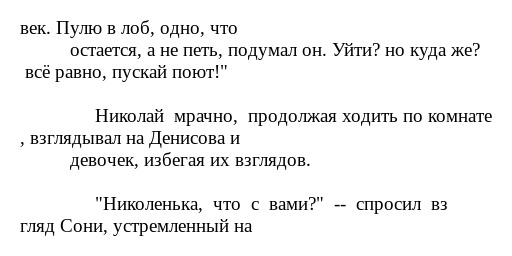 век. Пулю в лоб, одно, что
остается, а не петь, подумал он. Уйти? но куда же?
всё равно, пускай поют!"
Николай мрачно, продолжая ходить по комнате
, взглядывал на Денисова и
девочек, избегая их взглядов.
"Николенька, что с вами?" -- спросил вз
гляд Сони, устремленный на